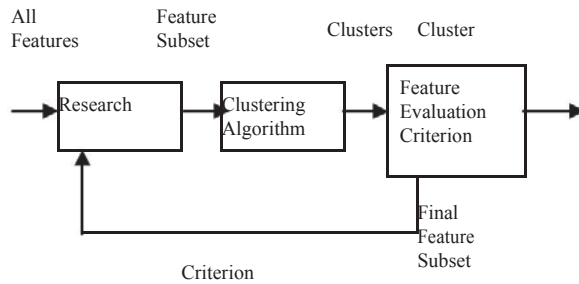 All
Features
Feature
Subset
Clusters
Cluster
Research
Clustering
Algorithm
Feature
Evaluation
Criterion
Final
Feature
Subset
Criterion